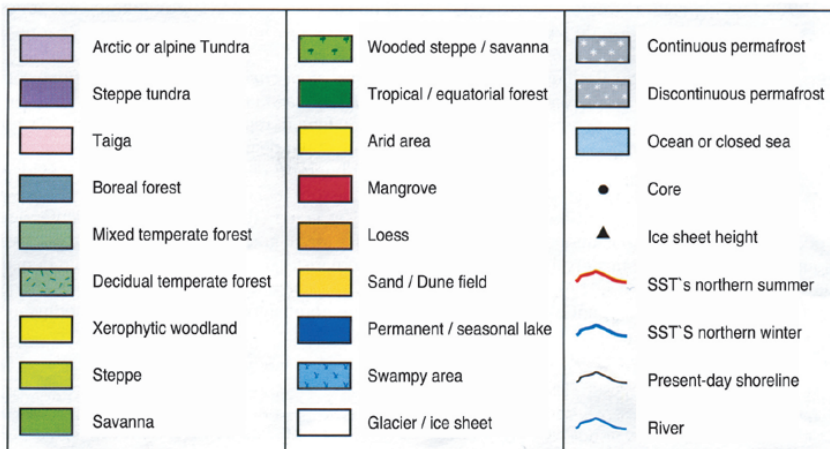 Arctic or alpine Tundra
Steppe tundra
Taiga
Boreal forest
Mixed temperate forest
Decidual temperate forest
Xerophytic woodland
Steppe
Savanna
Wooded steppe / savanna
Tropical / equatorial forest
Arid area
Mangrove
Loess
Sand / Dune field
Permanent / seasonal lake
Swampy area
Glacier / ice sheet
Continuous permafrost
Discontinuous permafrost
Ocean or closed sea
Core
Ice sheet height
SST`s northern summer
SST`S northern winter
Present-day shoreline
River